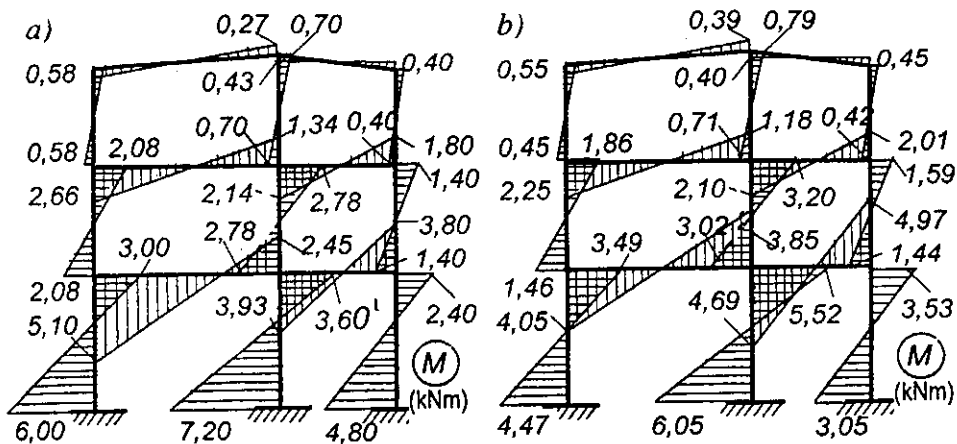 a) 0,27 0,70 b) 0,39 0,79
0,58 0,43 0,40 0,55 0,40 0,45
0,70 1,34 0,40 0,71 1,18 0,42
0,58 2,08 1,80 0,45 1,86 2,01
2,66 2,14 2,78 1,40 2,25 2,10 3,20 1,59
3,00 2,78 2,45 3,80 3,49 3,02 3,85 4,97
2,08 1,40 1,46 1,44
5,10 3,93 3,60 2,40 4,05 4,69 5,52 3,53
M M
(kNm) (kNm)
6,00 7,20 4,80 4,47 6,05 3,05